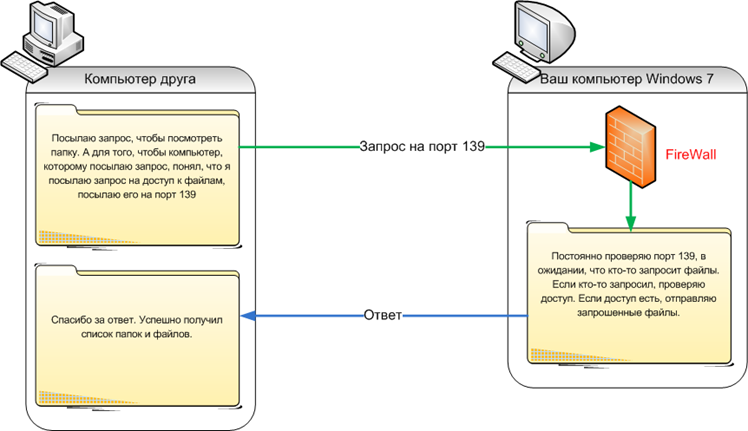 Компьютер друга
Посылаю запрос, чтобы посмотреть
папку. А для того, чтобы компьютер,
которому посылаю запрос, понял, что я
посылаю запрос на доступ к файлам,
посылаю его на порт 139
Запрос на порт 139
Ваш компьютер Windows 7
FireWall
Постоянно проверяю порт 139, в
ожидании, что кто-то запросит файлы.
Если кто-то запросил, проверяю
доступ. Если доступ есть, отправляю
запрошенные файлы.
Ответ
Спасибо за ответ. Успешно получил
список папок и файлов.